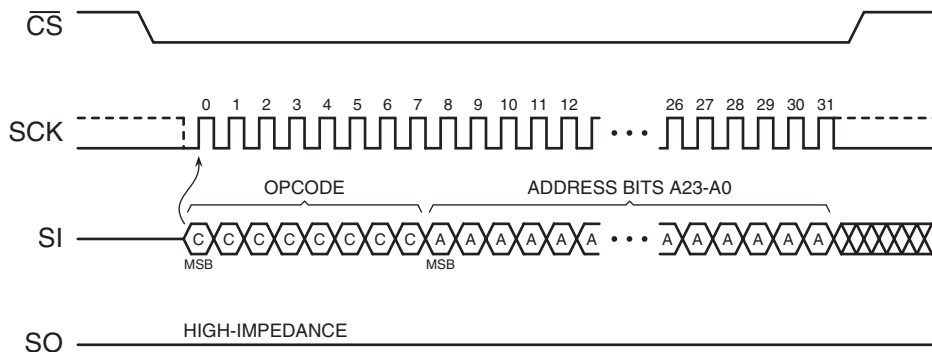 CS
0 1 2 3 4 5 6 7 8 9 10 11 12 26 27 28 29 30 31
SCK
OPCODE ADDRESS BITS A23-A0
SI C C C C C C C C A A A A A A A A A A A A
MSB MSB
HIGH-IMPEDANCE
SO